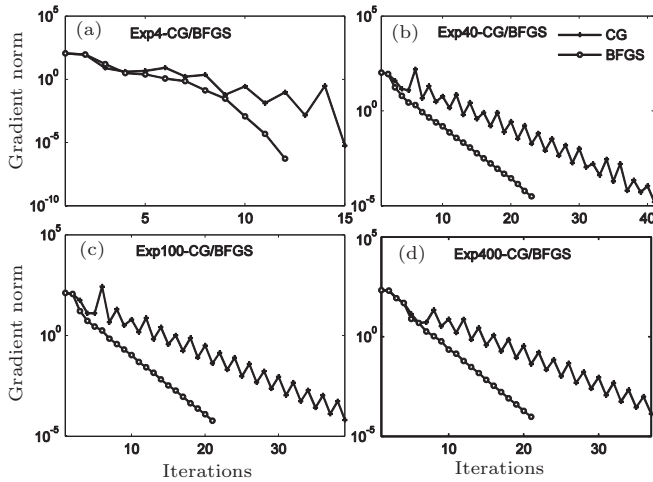 10^5
(a)
Exp4-CG/BFGS
10^0
10^-5
10^-10
5
10
15
Gradient norm
10^5
(b)
Exp40-CG/BFGS
CG
BFGS
10^0
10^-5
10
20
30
40
10^5
(c)
Exp100-CG/BFGS
10^0
10^-5
10
20
30
Gradient norm
Iterations
10^5
(d)
Exp400-CG/BFGS
10^0
10^-5
10
20
30
Iterations